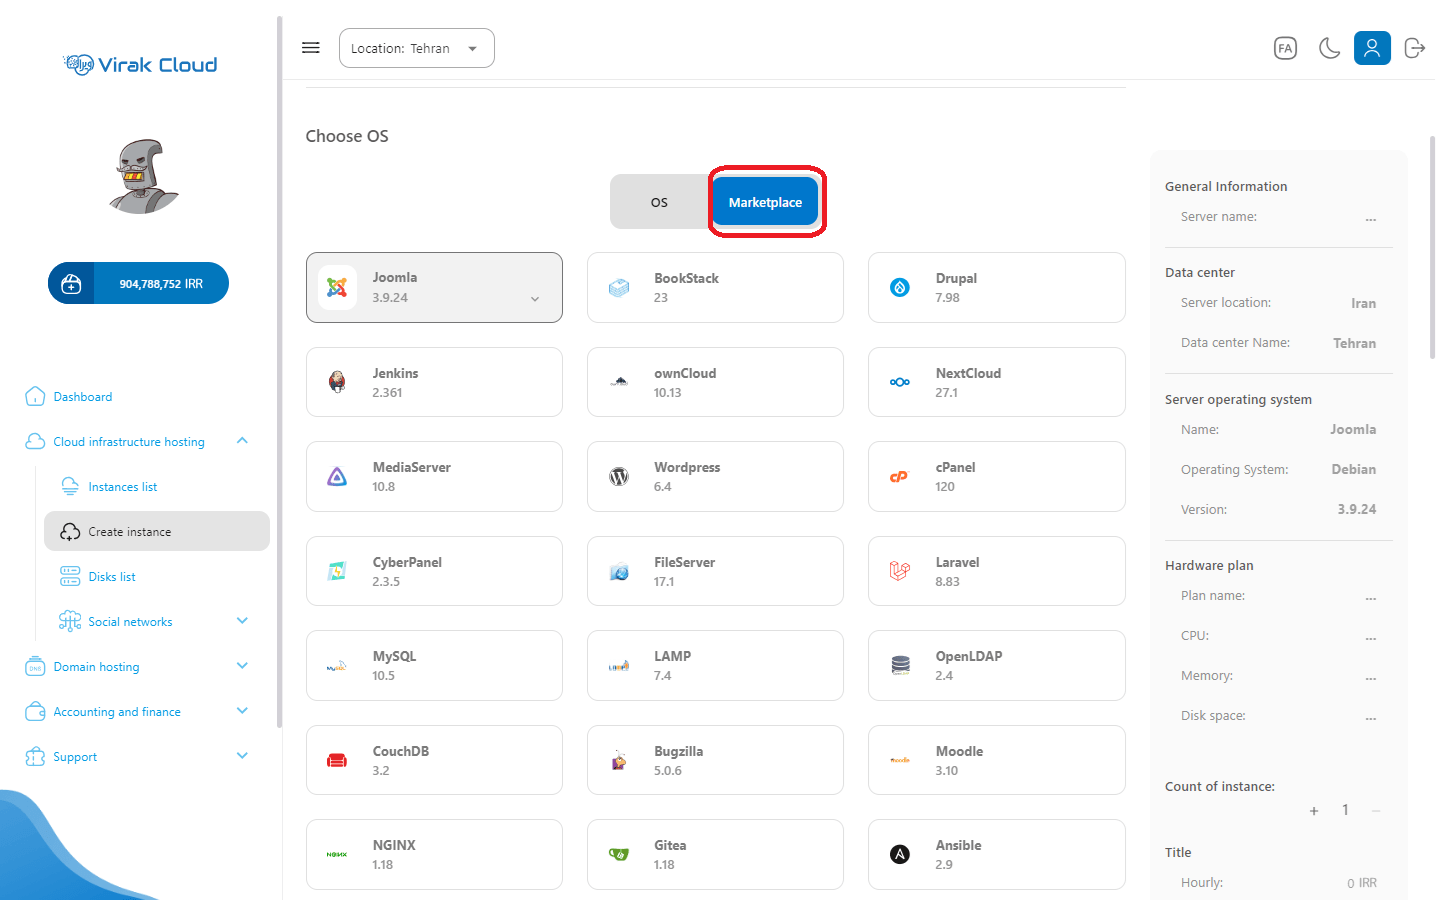 Virak Cloud
Location: Tehran
FA
904,788,752 IRR
Dashboard
Cloud infrastructure hosting
Instances list
Create instance
Disks list
Social networks
DNS
Domain hosting
Accounting and finance
Support
Choose OS
OS
Marketplace
Joomla
3.9.24
BookStack
23
Drupal
7.98
Jenkins
2.361
ownCloud
10.13
NextCloud
27.1
MediaServer
10.8
Wordpress
6.4
cP
cPanel
120
CyberPanel
2.3.5
FileServer
17.1
Laravel
8.83
MySQL
MySQL
10.5
LAMP
LAMP
7.4
OpenLDAP
2.4
CouchDB
3.2
Bugzilla
5.0.6
moodle
Moodle
3.10
NGINX
NGINX
1.18
Gitea
1.18
Ansible
2.9
General Information
Server name: ...
Data center
Server location: Iran
Data center Name: Tehran
Server operating system
Name: Joomla
Operating System: Debian
Version: 3.9.24
Hardware plan
Plan name: ...
CPU: ...
Memory: ...
Disk space: ...
Count of instance:
+ 1 −
Title
Hourly: 0 IRR